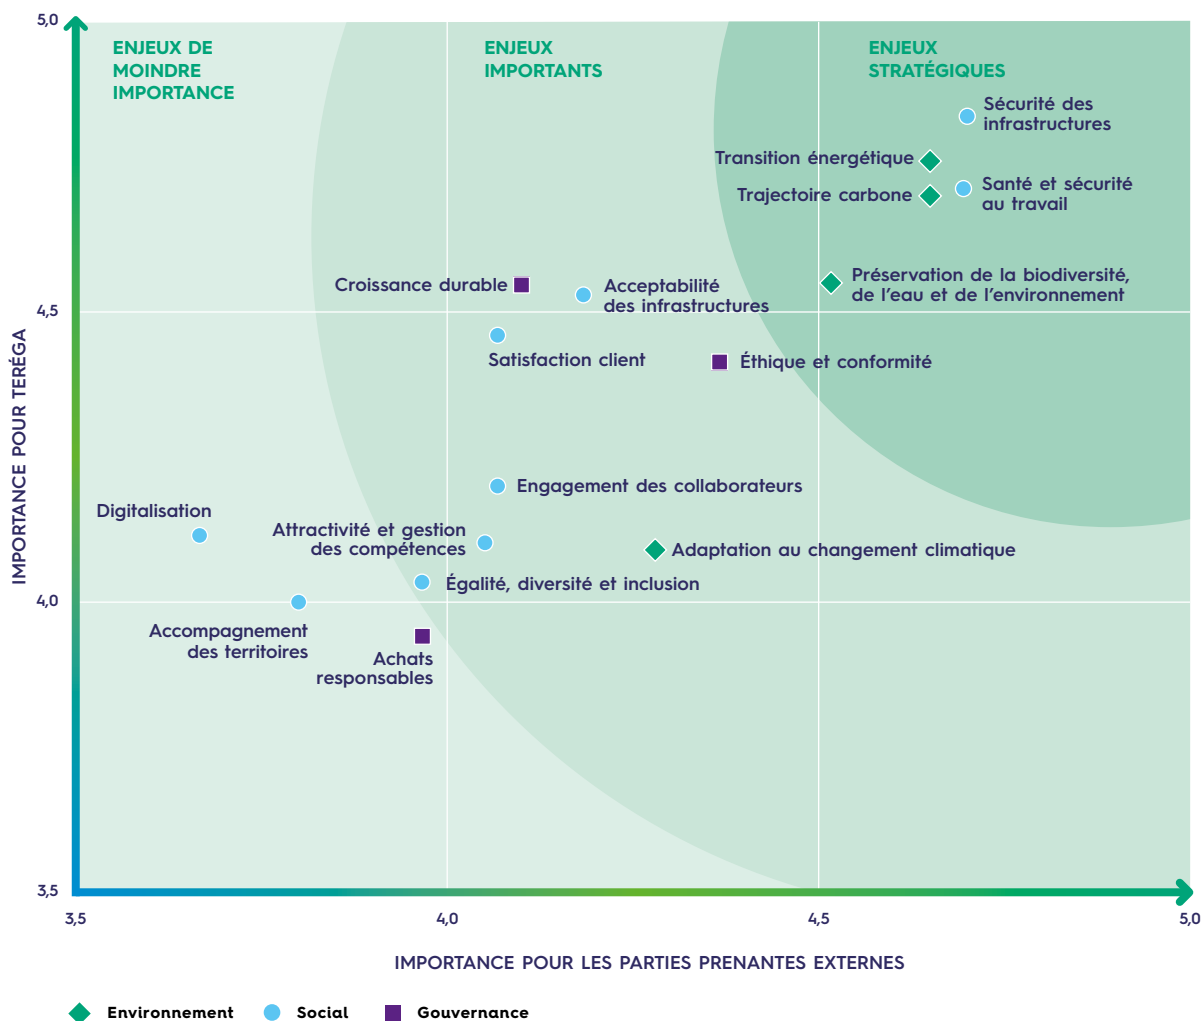 5,0
ENJEUX DE
MOINDRE
IMPORTANCE
ENJEUX
IMPORTANTS
ENJEUX
STRATÉGIQUES
Sécurité des
infrastructures
Transition énergétique
Trajectoire carbone
Santé et sécurité
au travail
Croissance durable
Acceptabilité
des infrastructures
Préservation de la biodiversité,
de l'eau et de l'environnement
4,5
Satisfaction client
Éthique et conformité
IMPORTANCE POUR TERÉGA
Engagement des collaborateurs
Digitalisation
Attractivité et gestion
des compétences
Adaptation au changement climatique
Égalité, diversité et inclusion
4,0
Accompagnement
des territoires
Achats
responsables
3,5
3,5
4,0
4,5
5,0
IMPORTANCE POUR LES PARTIES PRENANTES EXTERNES
Environnement
Social
Gouvernance